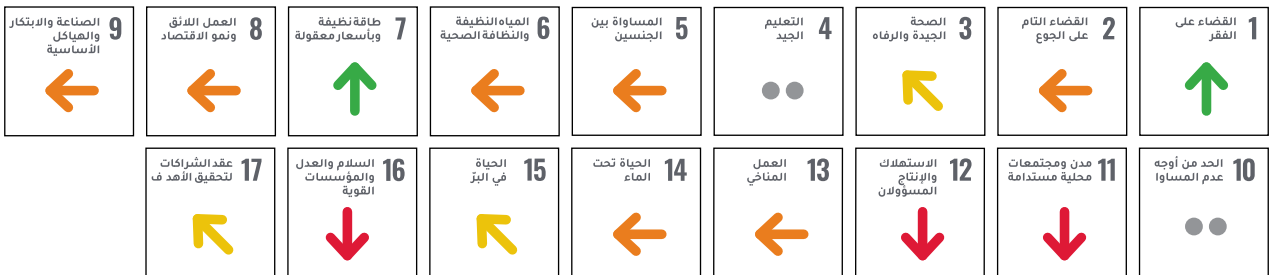 1 القضاء على
الفقر
2 القضاء التام
على الجوع
3 الصحة
الجيدة والرفاه
4 التعليم
الجيد
5 المساواة بين
الجنسين
6 المياه النظيفة
والنظافة الصحية
7 طاقة نظيفة
وبأسعار معقولة
8 العمل اللائق
ونمو الاقتصاد
9 الصناعة والابتكار
والهياكل
الأساسية
10 الحد من أوجه
عدم المساوا
11 مدن ومجتمعات
محلية مستدامة
12 الاستهلاك
والإنتاج
المسؤولان
13 العمل
المناخي
14 الحياة تحت
الماء
15 الحياة
في البرّ
16 السلام والعدل
والمؤسسات
القوية
17 عقد الشراكات
لتحقيق الأهد ف